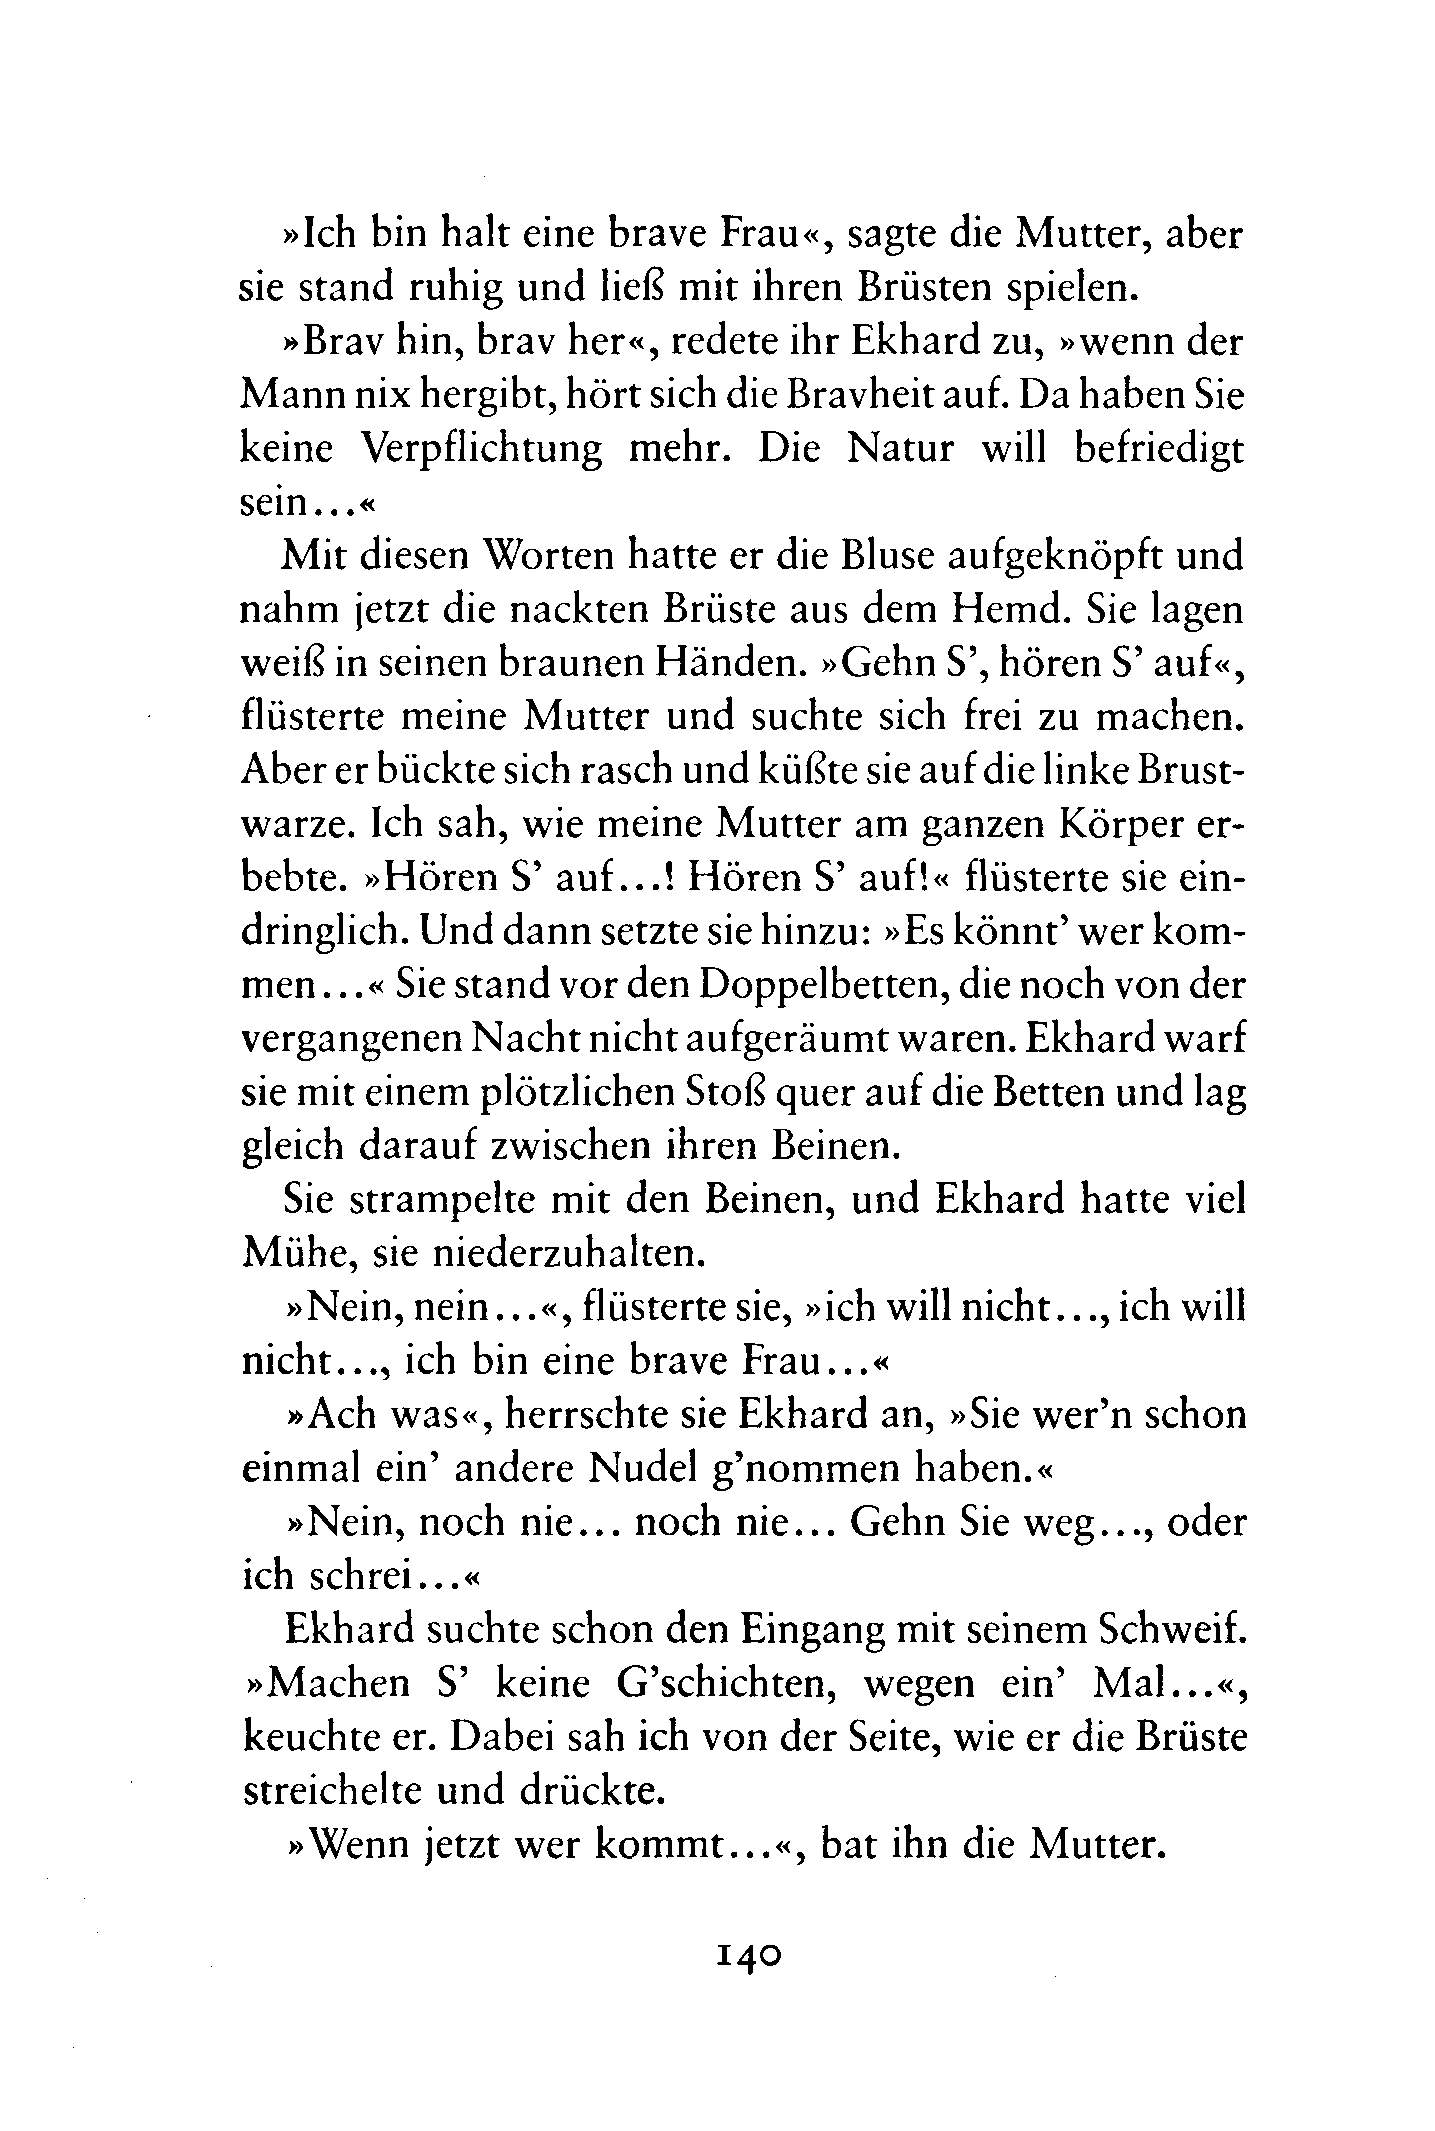 »Ich bin halt eine brave Frau«, sagte die Mutter, aber
sie stand ruhig und ließ mit ihren Brüsten spielen.
»Brav hin, brav her«, redete ihr Ekhard zu, »wenn der
Mann nix hergibt, hört sich die Bravheit auf. Da haben Sie
keine Verpflichtung mehr. Die Natur will befriedigt
sein...«
Mit diesen Worten hatte er die Bluse aufgeknöpft und
nahm jetzt die nackten Brüste aus dem Hemd. Sie lagen
weiß in seinen braunen Händen. »Gehn S’, hören S’ auf«,
flüsterte meine Mutter und suchte sich frei zu machen.
Aber er bückte sich rasch und küßte sie auf die linke Brust-
warze. Ich sah, wie meine Mutter am ganzen Körper er-
bebte. »Hören S’ auf...! Hören S’ auf!« flüsterte sie ein-
dringlich. Und dann setzte sie hinzu: »Es könnt’ wer kom-
men...« Sie stand vor den Doppelbetten, die noch von der
vergangenen Nacht nicht aufgeräumt waren. Ekhard warf
sie mit einem plötzlichen Stoß quer auf die Betten und lag
gleich darauf zwischen ihren Beinen.
Sie strampelte mit den Beinen, und Ekhard hatte viel
Mühe, sie niederzuhalten.
»Nein, nein...«, flüsterte sie, »ich will nicht..., ich will
nicht..., ich bin eine brave Frau...«
»Ach was«, herrschte sie Ekhard an, »Sie wer’n schon
einmal ein’ andere Nudel g’nommen haben.«
»Nein, noch nie... noch nie... Gehn Sie weg..., oder
ich schrei...«
Ekhard suchte schon den Eingang mit seinem Schweif.
»Machen S’ keine G’schichten, wegen ein’ Mal...«,
keuchte er. Dabei sah ich von der Seite, wie er die Brüste
streichelte und drückte.
»Wenn jetzt wer kommt...«, bat ihn die Mutter.
140